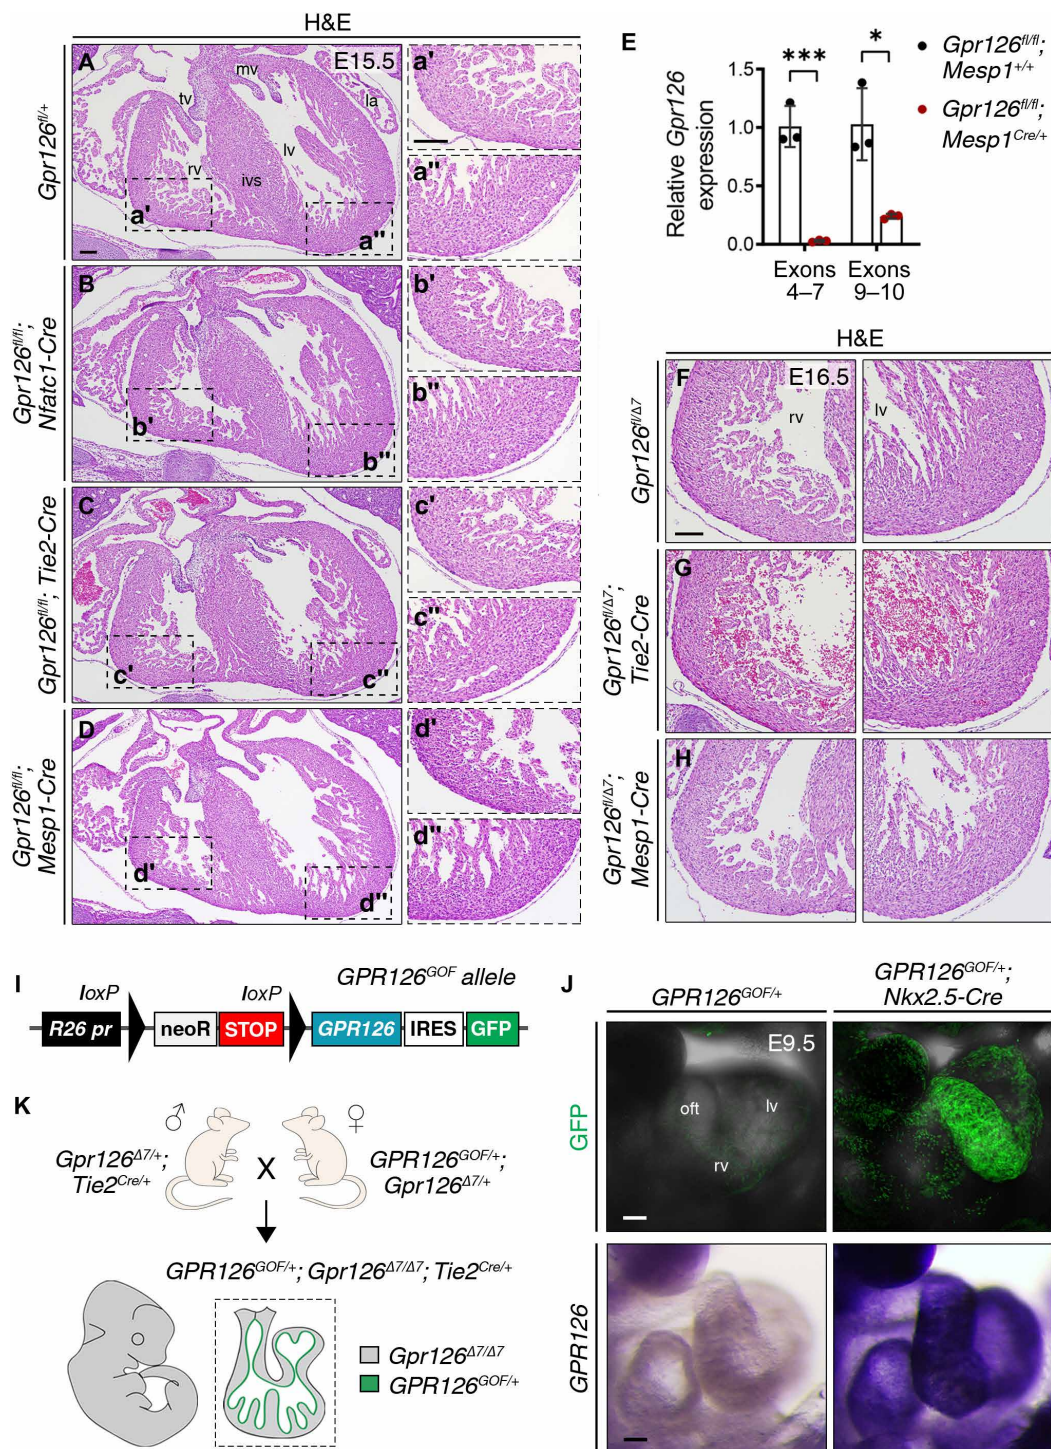 H&E
Gpr126fl/+
A
E15.5
mv
la
tv
lv
rv
ivs
a'
a''
a'
a''
Gpr126fl/fl;
Nfatc1-Cre
B
b'
b''
b'
b''
Gpr126fl/fl; Tie2-Cre
C
c'
c''
c'
c''
Gpr126fl/fl;
Mesp1-Cre
D
d'
d''
d'
d''
E
Relative Gpr126
expression
1.5
1.0
0.5
0.0
***
*
Exons
4–7
Exons
9–10
Gpr126fl/fl;
Mesp1+/+
Gpr126fl/fl;
Mesp1Cre/+
H&E
Gpr126fl/Δ7
F
E16.5
rv
lv
Gpr126fl/Δ7;
Tie2-Cre
G
Gpr126fl/Δ7;
Mesp1-Cre
H
I
GPR126GOF allele
loxP
loxP
R26 pr
neoR
STOP
GPR126
IRES
GFP
J
GPR126GOF/+
GPR126GOF/+;
Nkx2.5-Cre
GFP
E9.5
oft
lv
rv
GPR126
K
♂
♀
Gpr126Δ7/+;
Tie2Cre/+
X
GPR126GOF/+;
Gpr126Δ7/+
GPR126GOF/+; Gpr126Δ7/Δ7; Tie2Cre/+
Gpr126Δ7/Δ7
GPR126GOF/+